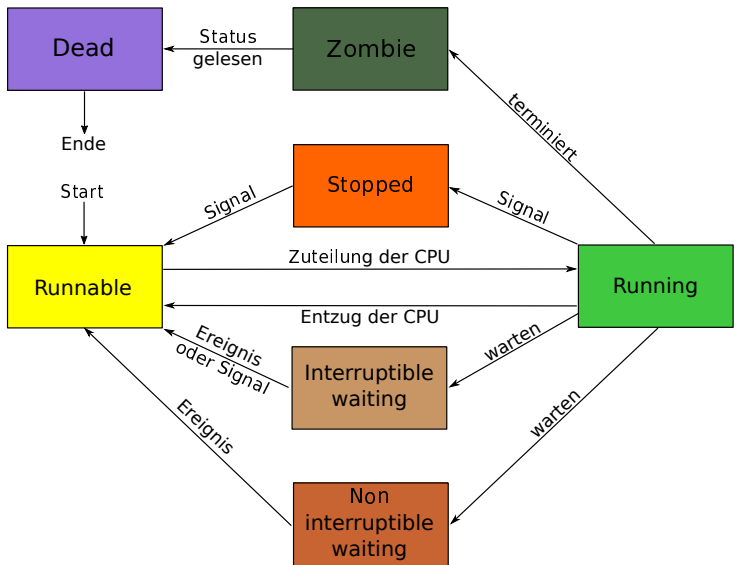 Dead
Status
gelesen
Zombie
Ende
terminiert
Start
Stopped
Signal
Signal
Zuteilung der CPU
Runnable
Running
Entzug der CPU
Ereignis
oder Signal
warten
Interruptible
waiting
Ereignis
warten
Non
interruptible
waiting